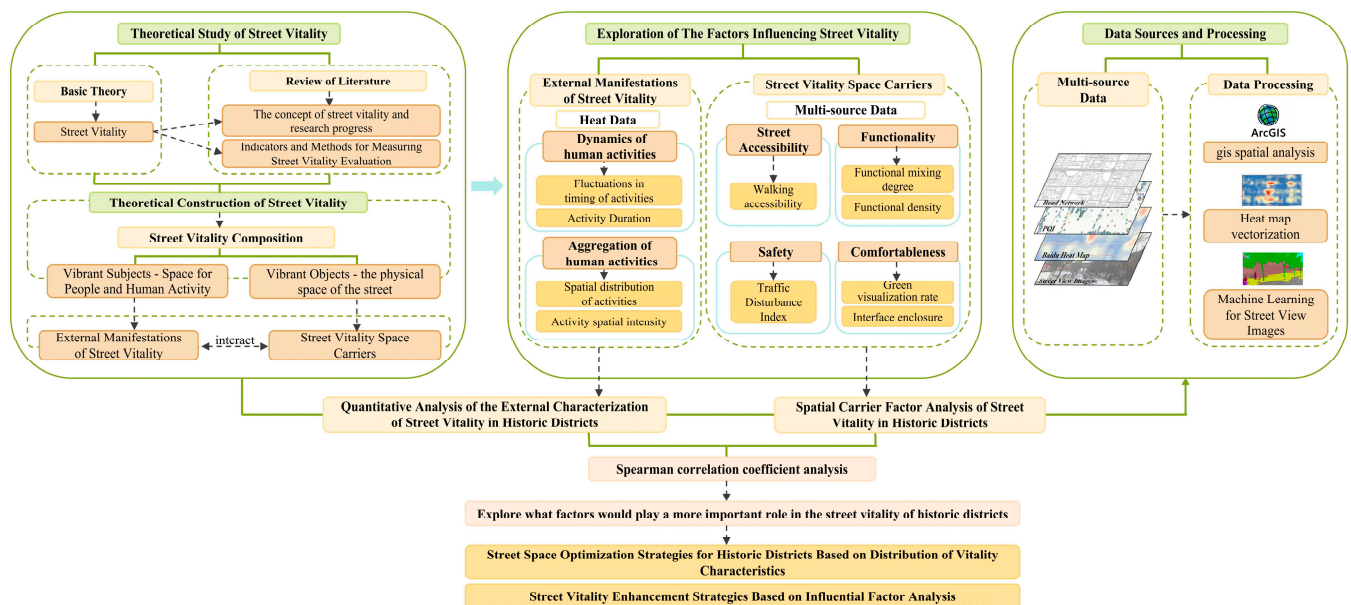 Theoretical Study of Street Vitality
Basic Theory
Street Vitality
Review of Literature
The concept of street vitality and
research progress
Indicators and Methods for Measuring
Street Vitality Evaluation
Theoretical Construction of Street Vitality
Street Vitality Composition
Vibrant Subjects - Space for
People and Human Activity
Vibrant Objects - the physical
space of the street
External Manifestations
of Street Vitality
intcract
Street Vitality Space
Carriers
Exploration of The Factors Influencing Street Vitality
External Manifestations
of Street Vitality
Heat Data
Dynamics of
human activities
Fluctuations in
timing of activities
Activity Duration
Aggregation of
human activities
Spatial distribution
of activities
Activity spatial intensity
Street Vitality Space Carriers
Multi-source Data
Street
Accessibility
Walking
accessibility
Functionality
Functional mixing
degree
Functional density
Safety
Traffic
Disturbance
Index
Comfortableness
Green
visualization rate
Interface enclosure
Data Sources and Processing
Multi-source
Data
Road Network
POI
Baidu Heat Map
Street View Images
Data Processing
ArcGIS
gis spatial analysis
Heat map
vectorization
Machine Learning
for Street View
Images
Quantitative Analysis of the External Characterization
of Street Vitality in Historic Districts
Spatial Carrier Factor Analysis of Street
Vitality in Historic Districts
Spearman correlation coefficient analysis
Explore what factors would play a more important role in the street vitality of historic districts
Street Space Optimization Strategies for Historic Districts Based on Distribution of Vitality
Characteristics
Street Vitality Enhancement Strategies Based on Influential Factor Analysis